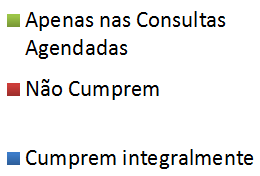 Apenas nas Consultas
Agendadas
Não Cumprem
Cumprem integralmente